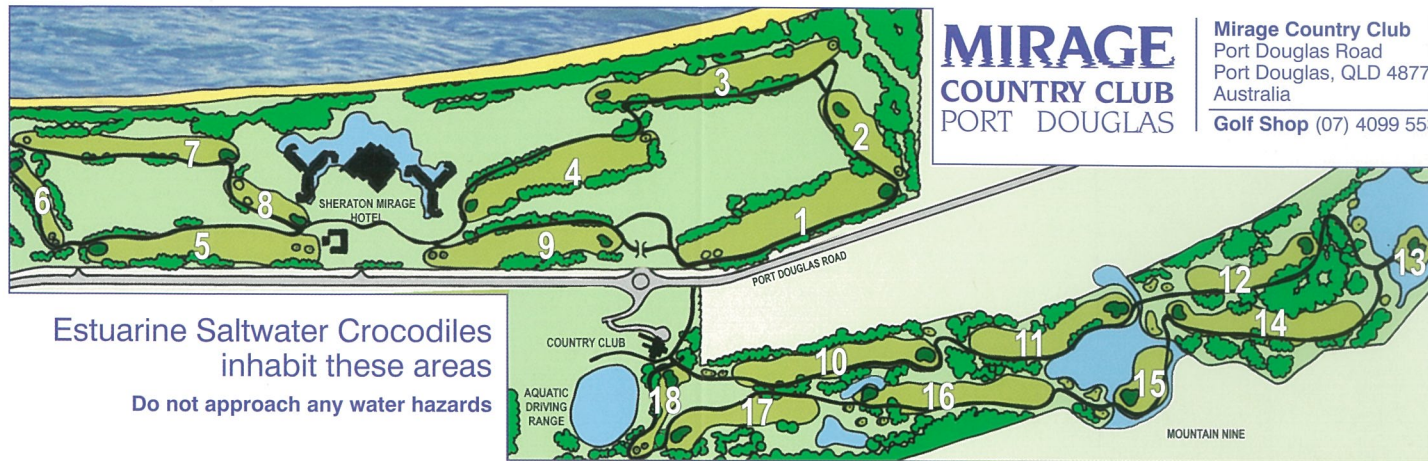 MIRAGE
COUNTRY CLUB
PORT DOUGLAS
Mirage Country Club
Port Douglas Road
Port Douglas, QLD 4877
Australia
Golf Shop (07) 4099 55
3
2
7
4
6
8
SHERATON MIRAGE
HOTEL
1
5
9
PORT DOUGLAS ROAD
13
12
14
Estuarine Saltwater Crocodiles
inhabit these areas
Do not approach any water hazards
COUNTRY CLUB
11
10
AQUATIC
DRIVING
RANGE
18
17
16
15
MOUNTAIN NINE